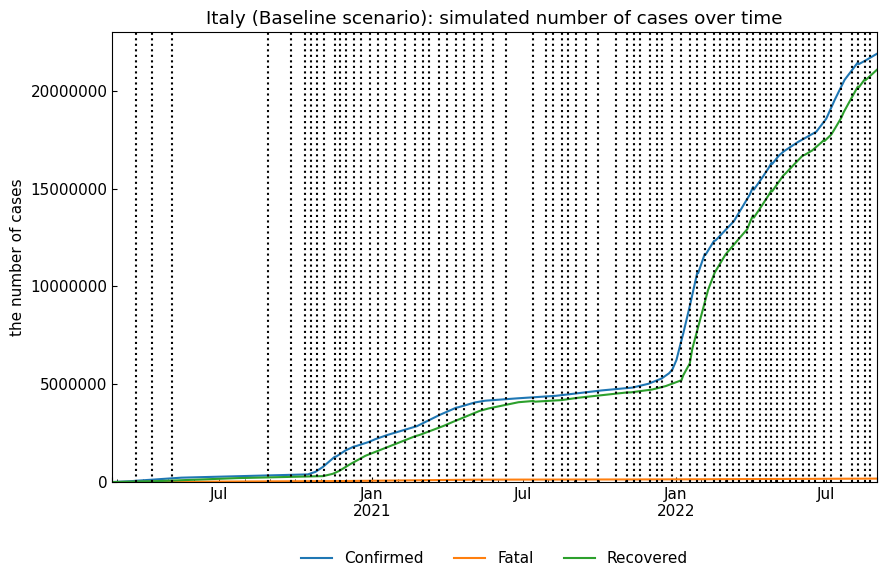 Italy (Baseline scenario): simulated number of cases over time
the number of cases
20000000
15000000
10000000
5000000
0
Jul
Jan
2021
Jul
Jan
2022
Jul
Confirmed
Fatal
Recovered